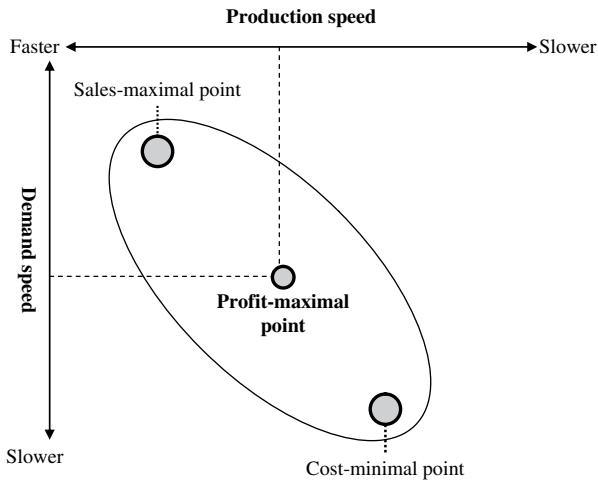 Production speed
Faster
Slower
Sales-maximal point
Demand speed
Profit-maximal
point
Slower
Cost-minimal point